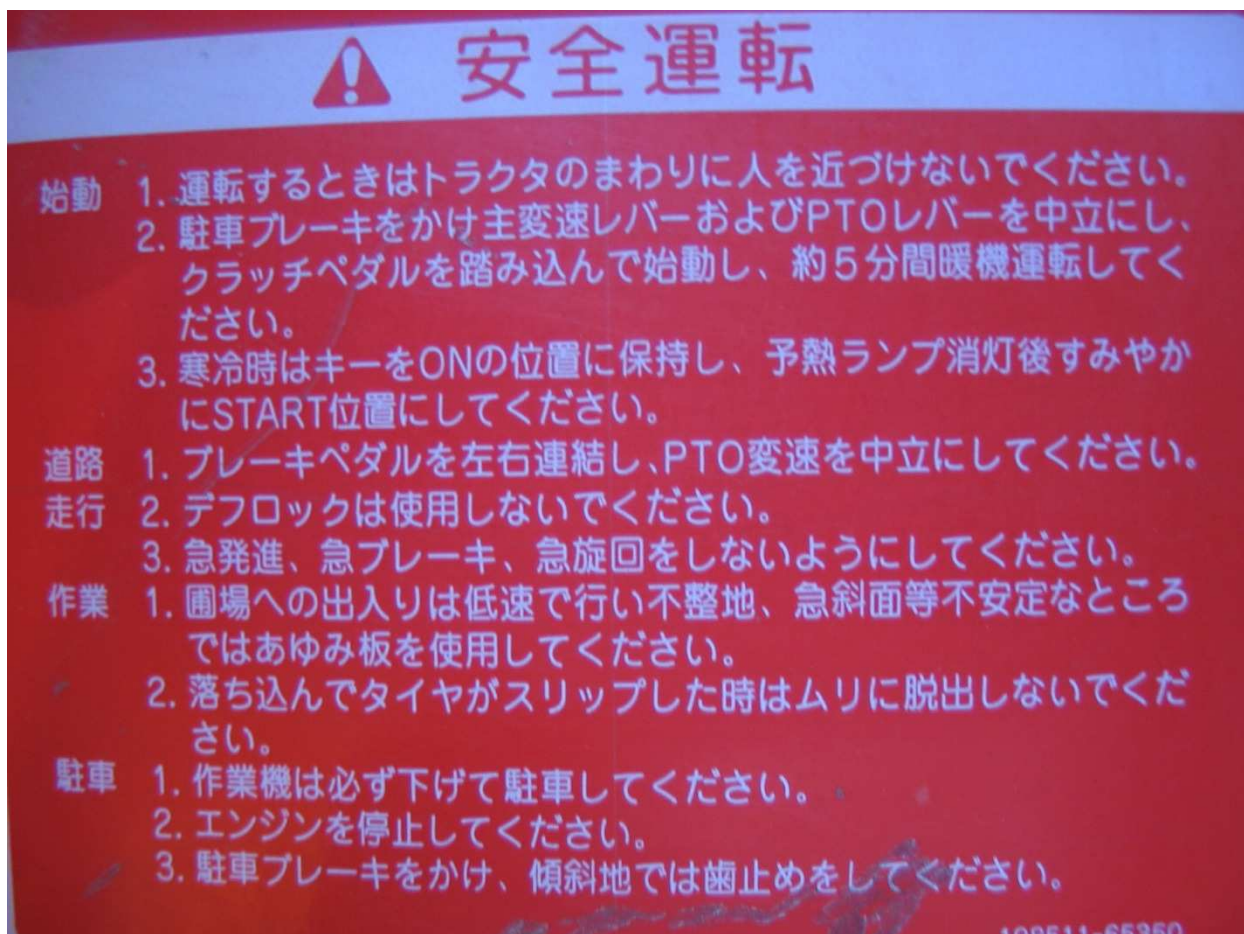 安全運転
始動 1. 運転するときはトラクタのまわりに人を近づけないでください。
2. 駐車ブレーキをかけ主変速レバーおよびPTOレバーを中立にし、
クラッチペダルを踏み込んで始動し、約5分間暖機運転してく
ださい。
3. 寒冷時はキーをONの位置に保持し、予熱ランプ消灯後すみやか
にSTART位置にしてください。
道路 1. ブレーキペダルを左右連結し、PTO変速を中立にしてください。
走行 2. デフロックは使用しないでください。
3. 急発進、急ブレーキ、急旋回をしないようにしてください。
作業 1. 圃場への出入りは低速で行い不整地、急斜面等不安定なところ
ではあゆみ板を使用してください。
2. 落ち込んでタイヤがスリップした時はムリに脱出しないでくだ
さい。
駐車 1. 作業機は必ず下げて駐車してください。
2. エンジンを停止してください。
3. 駐車ブレーキをかけ、傾斜地では歯止めをしてください。